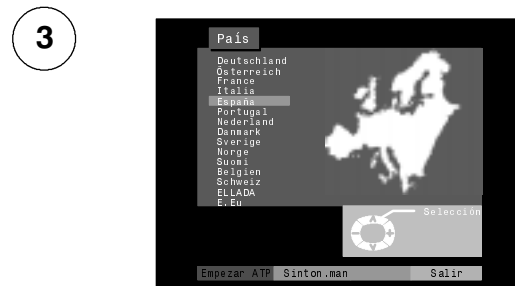 3
País
Deutschland
Österreich
France
Italia
España
Portugal
Nederland
Danmark
Sverige
Norge
Suomi
Belgien
Schweiz
ELLADA
E.Eu
Selección
Empezar ATP Sinton.man Salir